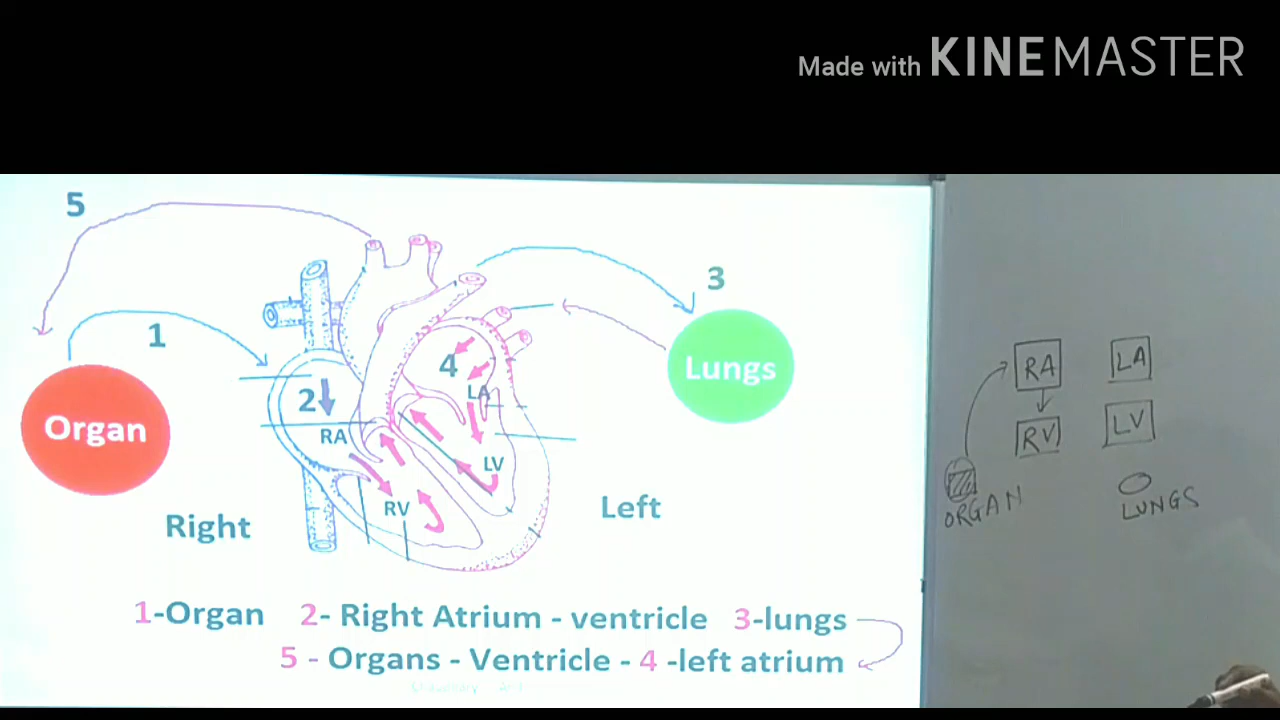 Made with KINEMASTER
5
3
1
Organ
Lungs
2
4
RA
LA
LV
RV
Right
Left
1-Organ 2- Right Atrium - ventricle 3-lungs
5 - Organs - Ventricle - 4 -left atrium
RA LA
RV LV
ORGAN LUNGS